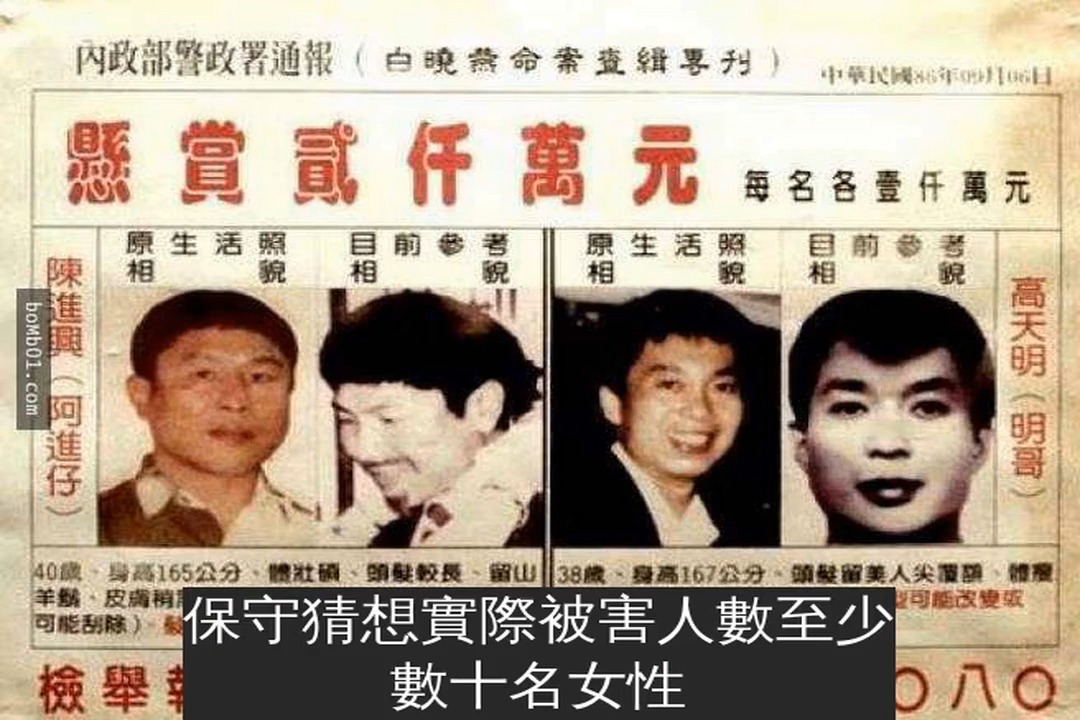 內政部警政署通報（白曉燕命案查緝專刊）
中華民國86年09月06日
懸賞貳仟萬元 每名各壹仟萬元
陳進興（阿進仔）
原生活照相貌
目前參考相貌
原生活照相貌
目前參考相貌
高天明（明哥）
boMb01.com
40歲、身高165公分、體壯碩、頭髮較長、留山
羊鬍、皮膚稍
可能刮除）
38歲、身高167公分、頭髮留美人尖覆額、體瘦
型可能改變或
檢舉
〇八〇
保守猜想實際被害人數至少
數十名女性